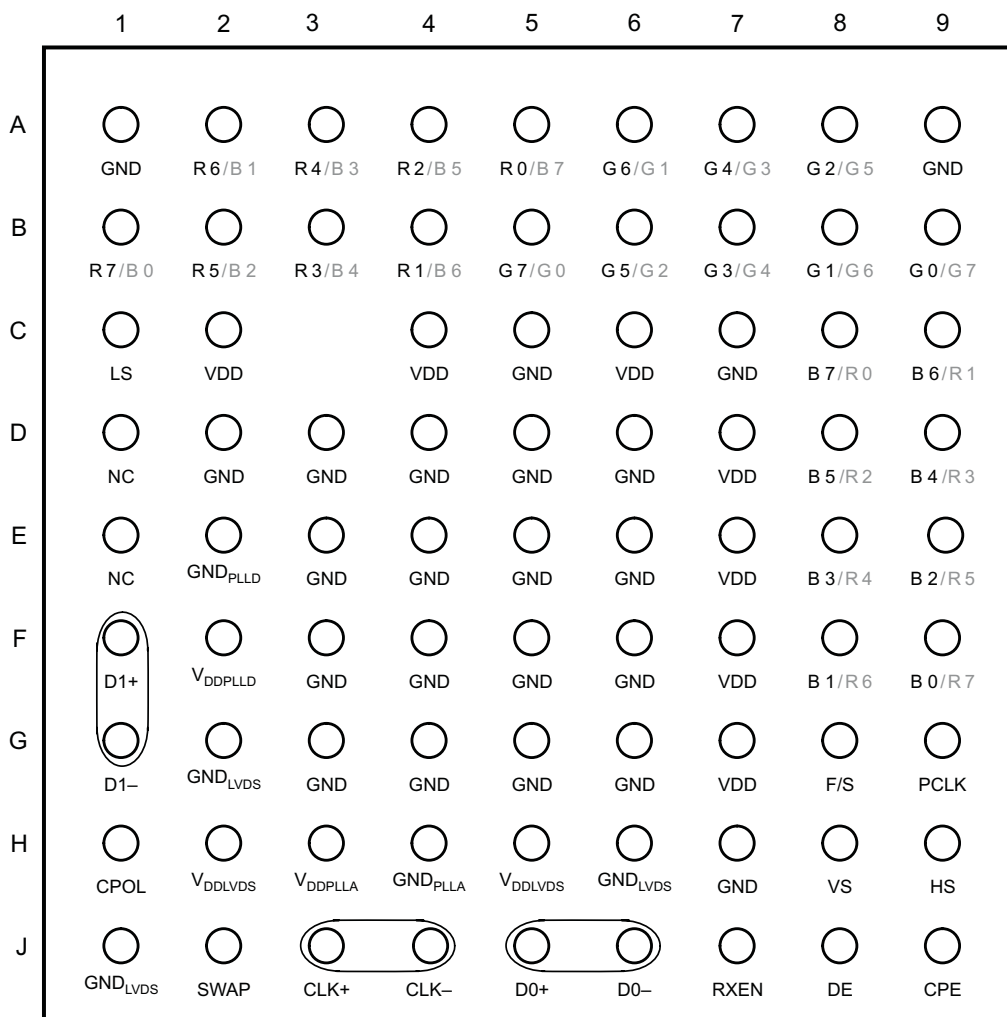 1 2 3 4 5 6 7 8 9
A
GND R6/B1 R4/B3 R2/B5 R0/B7 G6/G1 G4/G3 G2/G5 GND
B
R7/B0 R5/B2 R3/B4 R1/B6 G7/G0 G5/G2 G3/G4 G1/G6 G0/G7
C
LS VDD VDD GND VDD GND B7/R0 B6/R1
D
NC GND GND GND GND GND VDD B5/R2 B4/R3
E
NC GNDPLLD GND GND GND GND VDD B3/R4 B2/R5
F
D1+ VDDPLLD GND GND GND GND VDD B1/R6 B0/R7
G
D1– GNDLVDS GND GND GND GND VDD F/S PCLK
H
CPOL VDDLVDS VDDPLLA GNDPLLA VDDLVDS GNDLVDS GND VS HS
J
GNDLVDS SWAP CLK+ CLK– D0+ D0– RXEN DE CPE